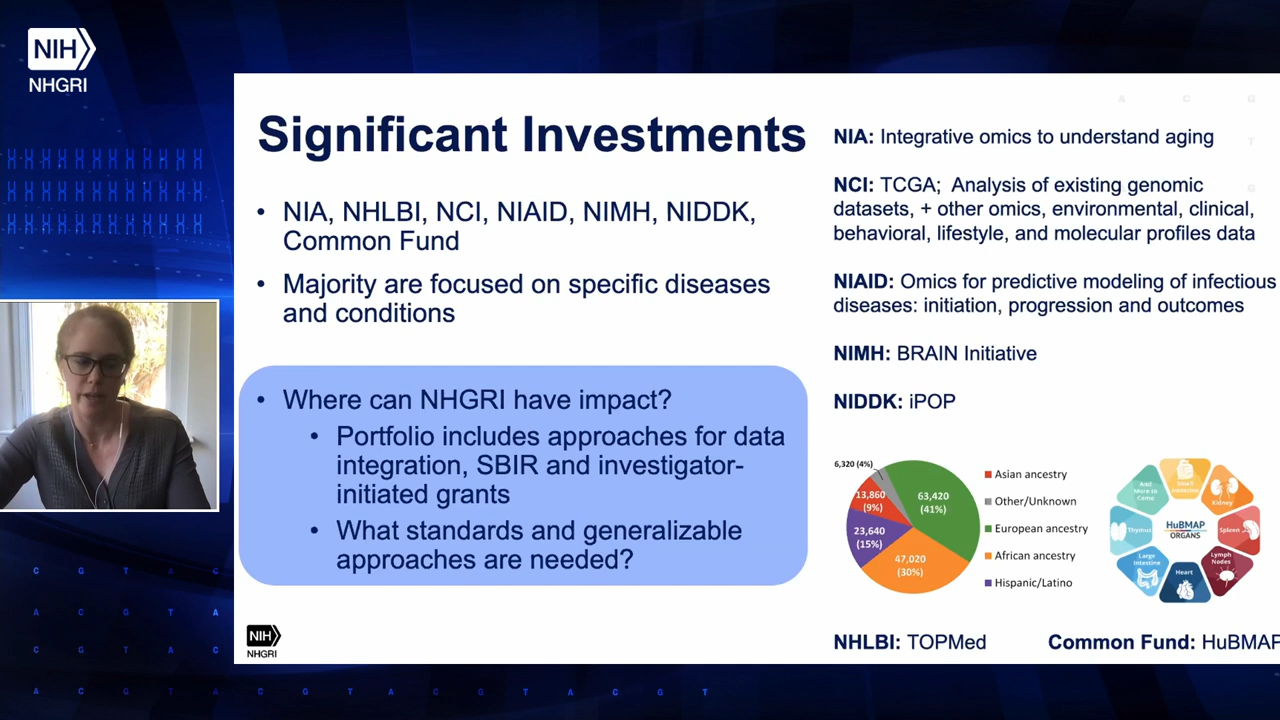 NIH
NHGRI
Significant Investments
• NIA, NHLBI, NCI, NIAID, NIMH, NIDDK,
Common Fund
• Majority are focused on specific diseases
and conditions
• Where can NHGRI have impact?
• Portfolio includes approaches for data
integration, SBIR and investigator-
initiated grants
• What standards and generalizable
approaches are needed?
NIH
NHGRI
A C G
T
G
NIA: Integrative omics to understand aging
NCI: TCGA; Analysis of existing genomic
datasets, + other omics, environmental, clinical,
behavioral, lifestyle, and molecular profiles data
NIAID: Omics for predictive modeling of infectious
diseases: initiation, progression and outcomes
NIMH: BRAIN Initiative
NIDDK: iPOP
6,320 (4%)
13,860
(9%)
63,420
(41%)
23,640
(15%)
47,020
(30%)
Asian ancestry
Other/Unknown
European ancestry
African ancestry
Hispanic/Latino
HuBMAP
ORGANS
And
More to
Come
Small
Intestine
Kidney
Spleen
Lymph
Nodes
Heart
Large
Intestine
Thymus
NHLBI: TOPMed
Common Fund: HuBMAP
C G T A
A C G T A
C G T A
A C G T A C G T A C G T